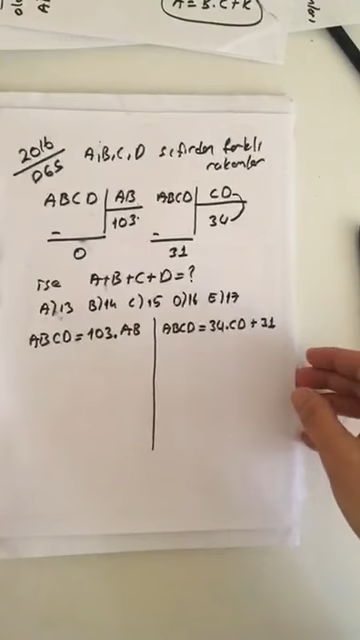 A = B.C+K
2016
DGS
A,B,C,D sıfırdan farklı
rakamlar
ABCD | AB
103
0
ABCD | CD
34
31
ise A+B+C+D=?
A)13 B)14 C)15 D)16 E)17
ABCD = 103.AB
ABCD = 34.CD + 31